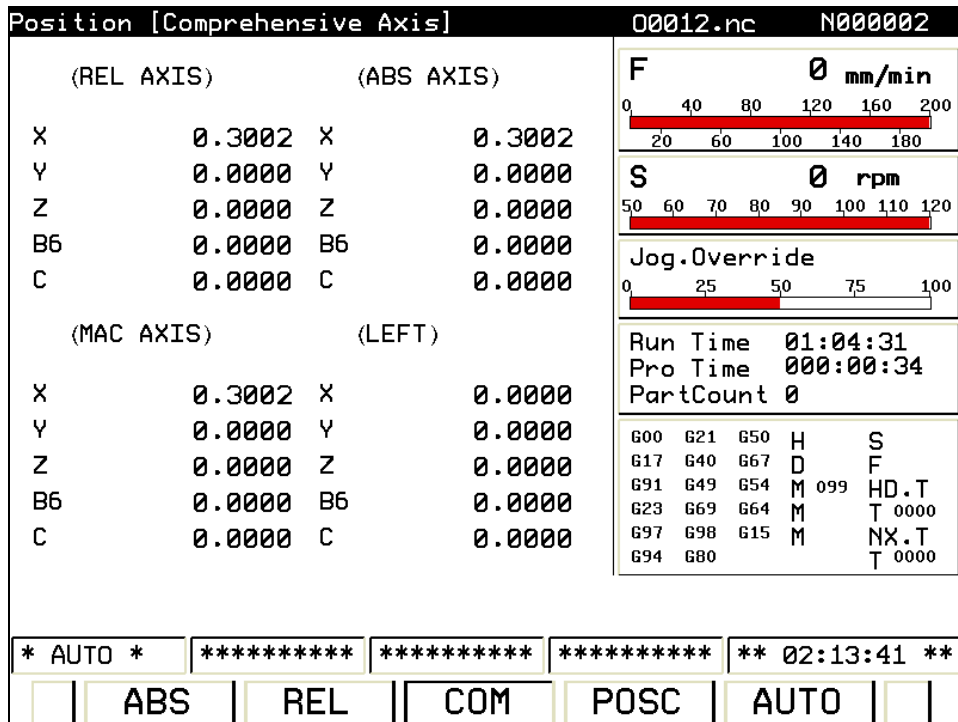 Position [Comprehensive Axis] O0012.nc N000002
(REL AXIS) (ABS AXIS)
X 0.3002 X 0.3002
Y 0.0000 Y 0.0000
Z 0.0000 Z 0.0000
B6 0.0000 B6 0.0000
C 0.0000 C 0.0000
(MAC AXIS) (LEFT)
X 0.3002 X 0.0000
Y 0.0000 Y 0.0000
Z 0.0000 Z 0.0000
B6 0.0000 B6 0.0000
C 0.0000 C 0.0000
F 0 mm/min
0 40 80 120 160 200
20 60 100 140 180
S 0 rpm
50 60 70 80 90 100 110 120
Jog.Override
0 25 50 75 100
Run Time 01:04:31
Pro Time 000:00:34
PartCount 0
G00 G21 G50 H S
G17 G40 G67 D F
G91 G49 G54 M 099 HD.T
G23 G69 G64 M T 0000
G97 G98 G15 M NX.T
G94 G80 T 0000
* AUTO * ********** ********** ********** ** 02:13:41 **
ABS REL COM POSC AUTO